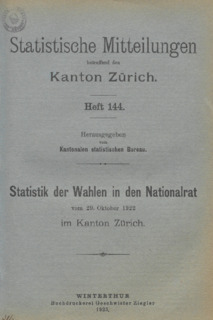 Statistische Mitteilungen
betreffend den
Kanton Zürich.
Heft 144.
Herausgegeben
vom
Kantonalen statistischen Bureau.
Statistik der Wahlen in den Nationalrat
vom 29. Oktober 1922
im Kanton Zürich.
WINTERTHUR
Buchdruckerei Geschwister Ziegler
1923.